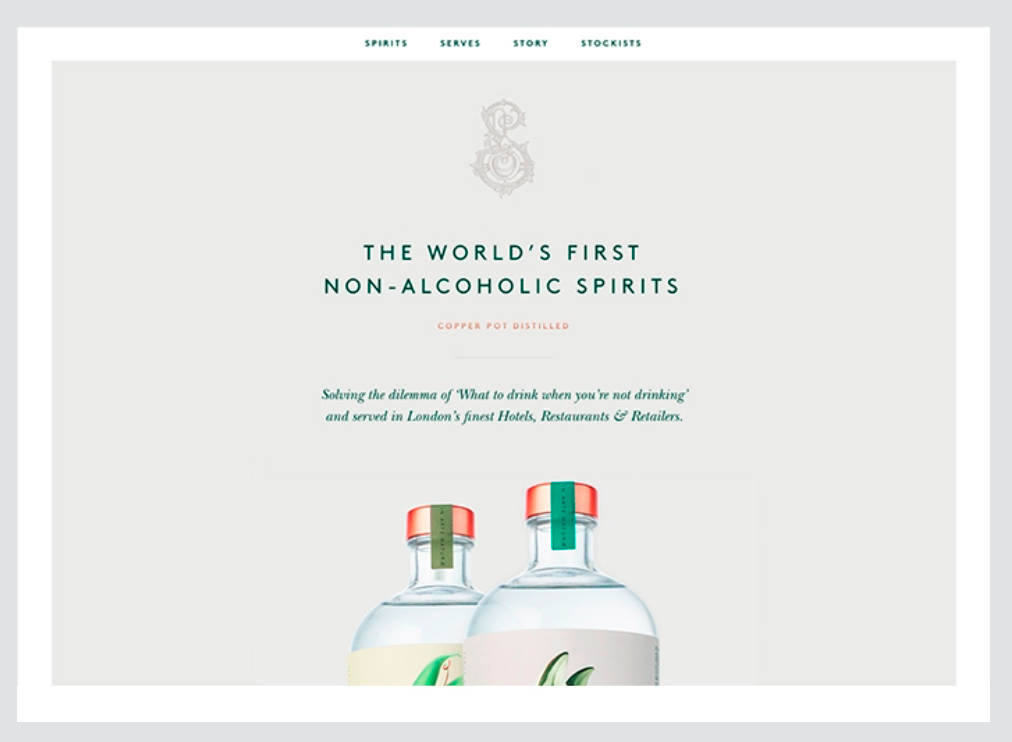 SPIRITS SERVES STORY STOCKISTS
THE WORLD’S FIRST
NON-ALCOHOLIC SPIRITS
COPPER POT DISTILLED
Solving the dilemma of ‘What to drink when you’re not drinking’
and served in London’s finest Hotels, Restaurants & Retailers.